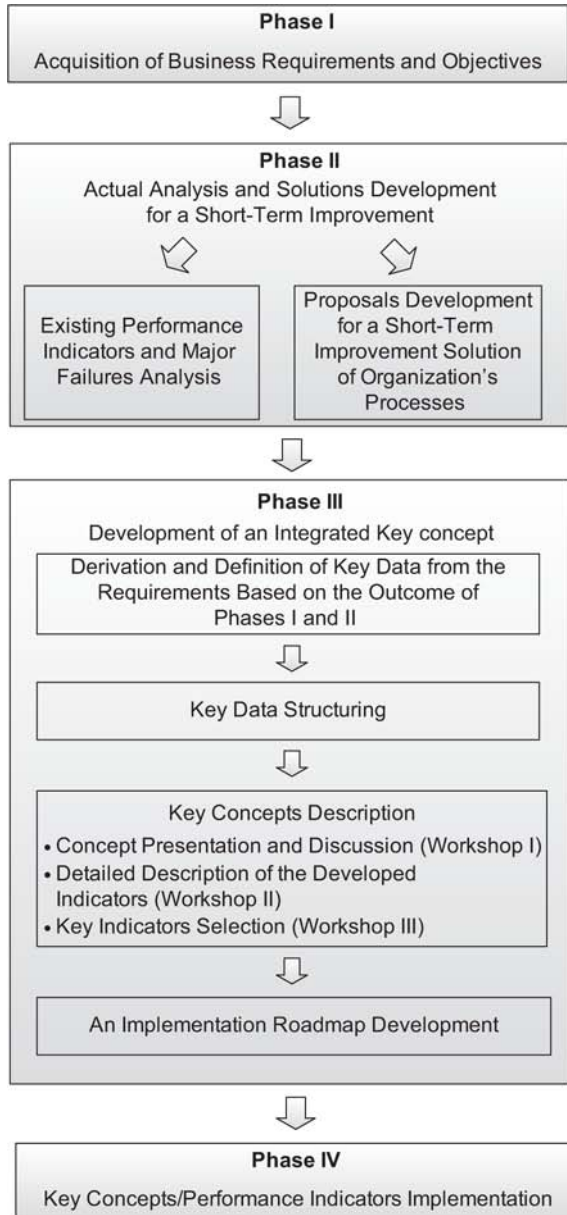 Phase I
Acquisition of Business Requirements and Objectives
Phase II
Actual Analysis and Solutions Development
for a Short-Term Improvement
Existing Performance
Indicators and Major
Failures Analysis
Proposals Development
for a Short-Term
Improvement Solution
of Organization's
Processes
Phase III
Development of an Integrated Key concept
Derivation and Definition of Key Data from the
Requirements Based on the Outcome of
Phases I and II
Key Data Structuring
Key Concepts Description
• Concept Presentation and Discussion (Workshop I)
• Detailed Description of the Developed
Indicators (Workshop II)
• Key Indicators Selection (Workshop III)
An Implementation Roadmap Development
Phase IV
Key Concepts/Performance Indicators Implementation